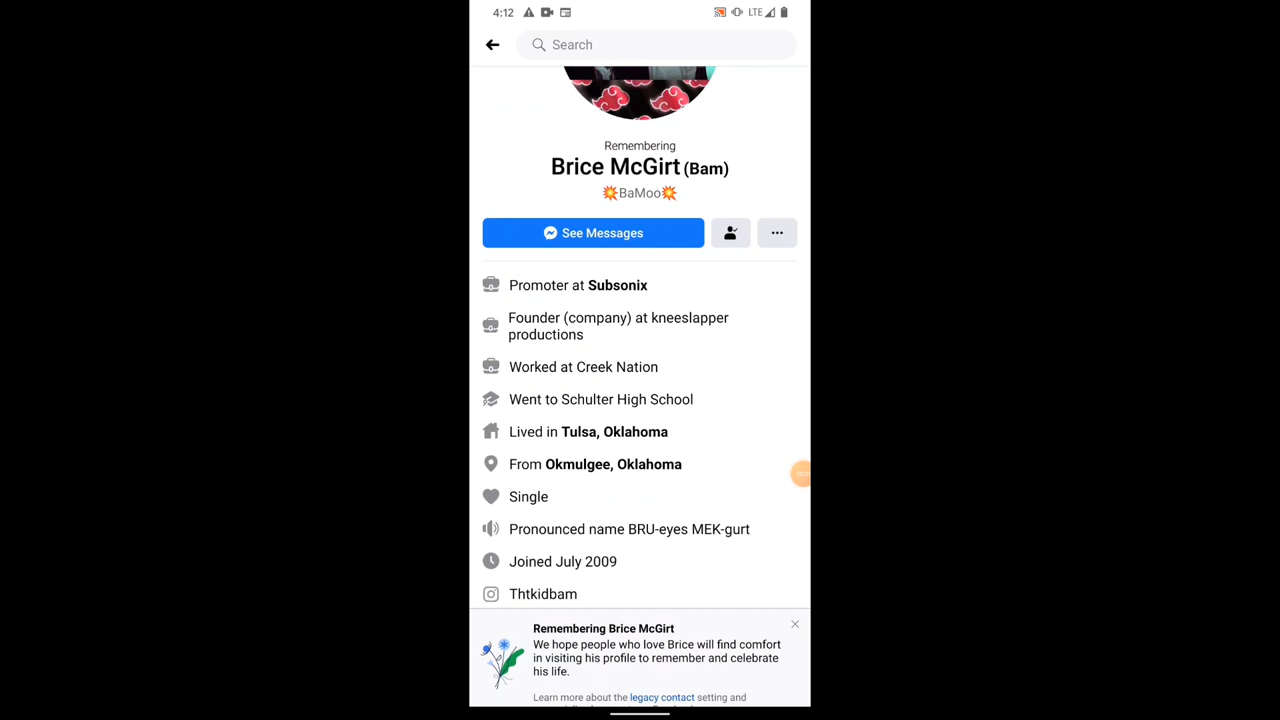 4:12
LTE
Search
Remembering
Brice McGirt (Bam)
💥BaMoo💥
See Messages
Promoter at Subsonix
Founder (company) at kneeslapper
productions
Worked at Creek Nation
Went to Schulter High School
Lived in Tulsa, Oklahoma
From Okmulgee, Oklahoma
Single
Pronounced name BRU-eyes MEK-gurt
Joined July 2009
Thtkidbam
Remembering Brice McGirt
We hope people who love Brice will find comfort
in visiting his profile to remember and celebrate
his life.
Learn more about the legacy contact setting and